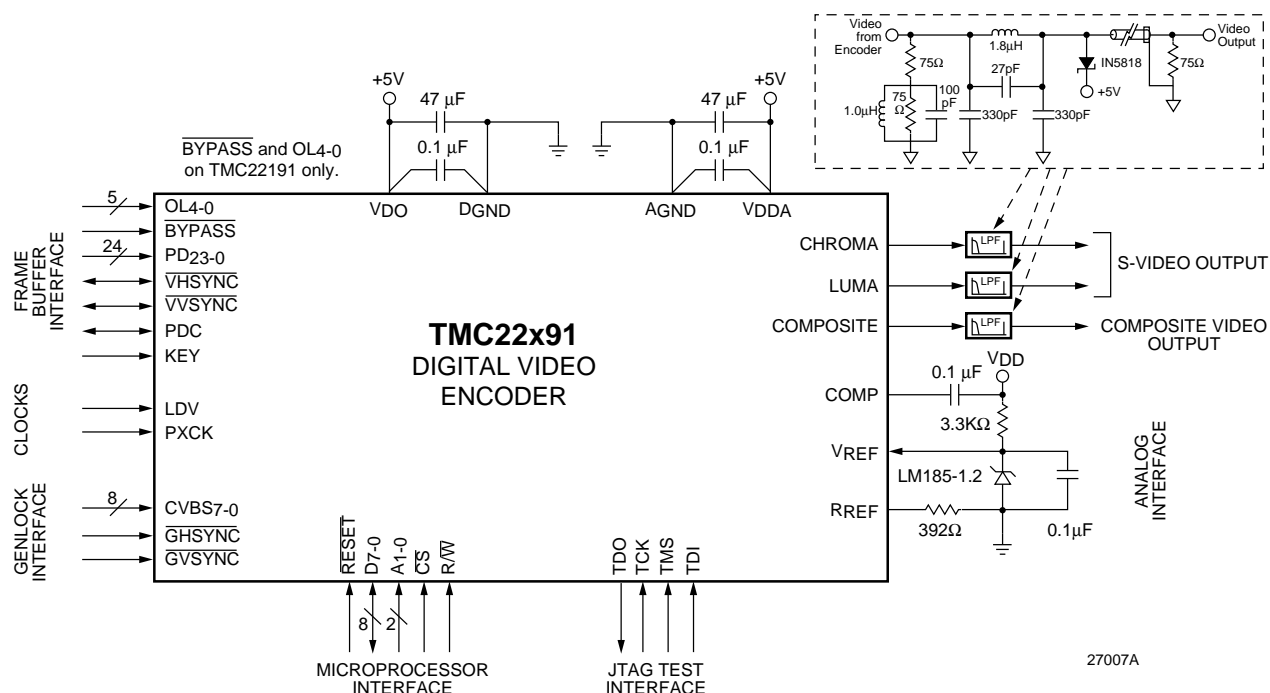 Video
from
Encoder
1.8µH
Video
Output
75Ω
27pF
IN5818
75Ω
+5V
1.0µH
75
Ω
100
pF
330pF
330pF
+5V
47 µF
0.1 µF
+5V
47 µF
0.1 µF
BYPASS and OL4-0
on TMC22191 only.
VDO
DGND
AGND
VDDA
FRAME
BUFFER
INTERFACE
5
OL4-0
BYPASS
24
PD23-0
VHSYNC
VVSYNC
PDC
KEY
CLOCKS
LDV
PXCK
GENLOCK
INTERFACE
8
CVBS7-0
GHSYNC
GVSYNC
TMC22x91
DIGITAL VIDEO
ENCODER
CHROMA
LPF
LUMA
LPF
S-VIDEO OUTPUT
COMPOSITE
LPF
COMPOSITE VIDEO
OUTPUT
VDD
0.1 µF
COMP
3.3KΩ
VREF
LM185-1.2
RREF
392Ω
0.1µF
ANALOG
INTERFACE
RESET
D7-0
A1-0
CS
R/W
8
2
MICROPROCESSOR
INTERFACE
TDO
TCK
TMS
TDI
JTAG TEST
INTERFACE
27007A